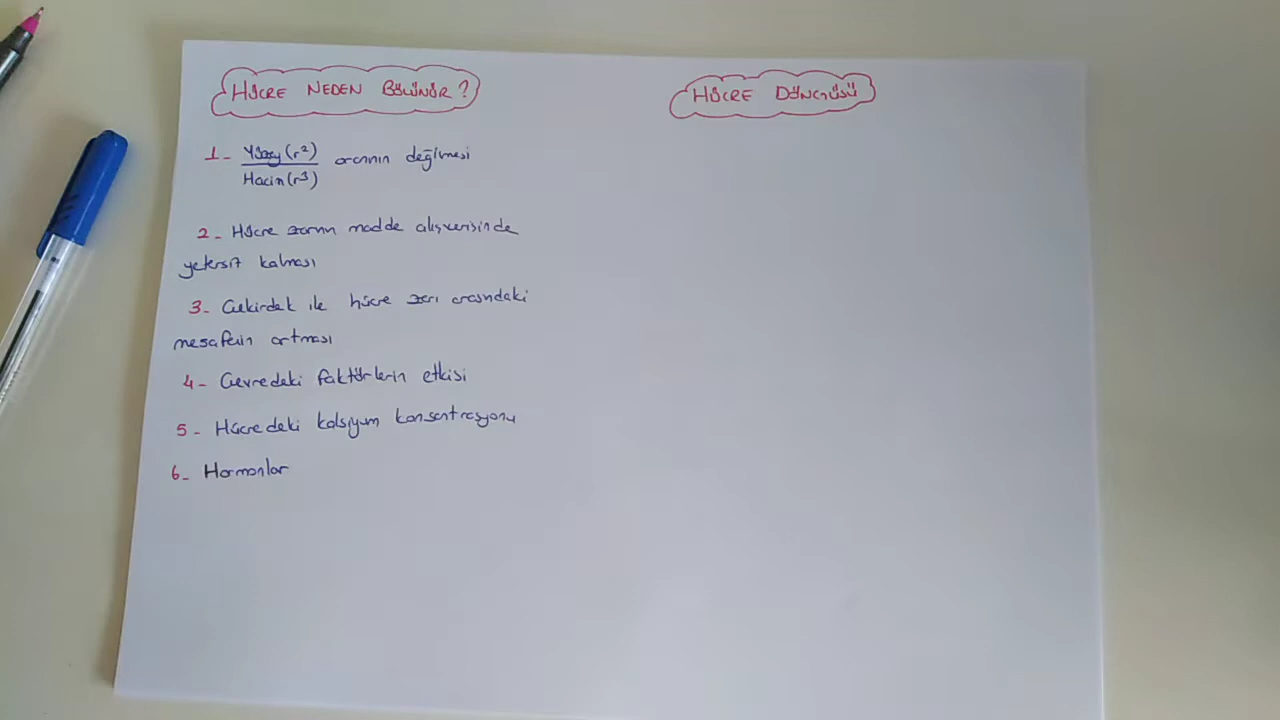 HÜCRE NEDEN BÖLÜNÜR?
1- Yüzey (r²)
Hacim (r³)
oranının değişmesi
2- Hücre zarının madde alışverişinde
yetersiz kalması
3- Çekirdek ile hücre zarı arasındaki
mesafenin artması
4- Çevredeki faktörlerin etkisi
5- Hücredeki kalsiyum konsentrasyonu
6- Hormonlar
HÜCRE DÖNGÜSÜ